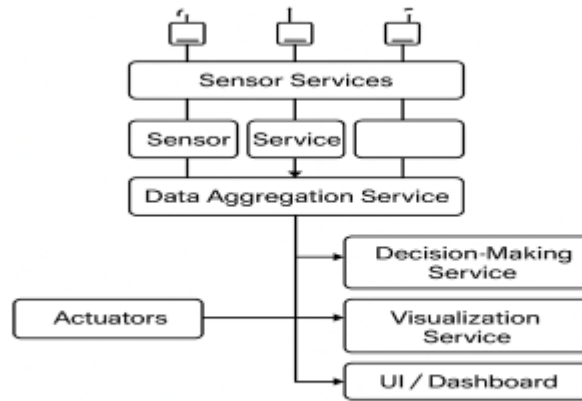 Sensor Services
Sensor
Service
Data Aggregation Service
Decision-Making
Service
Actuators
Visualization
Service
UI / Dashboard